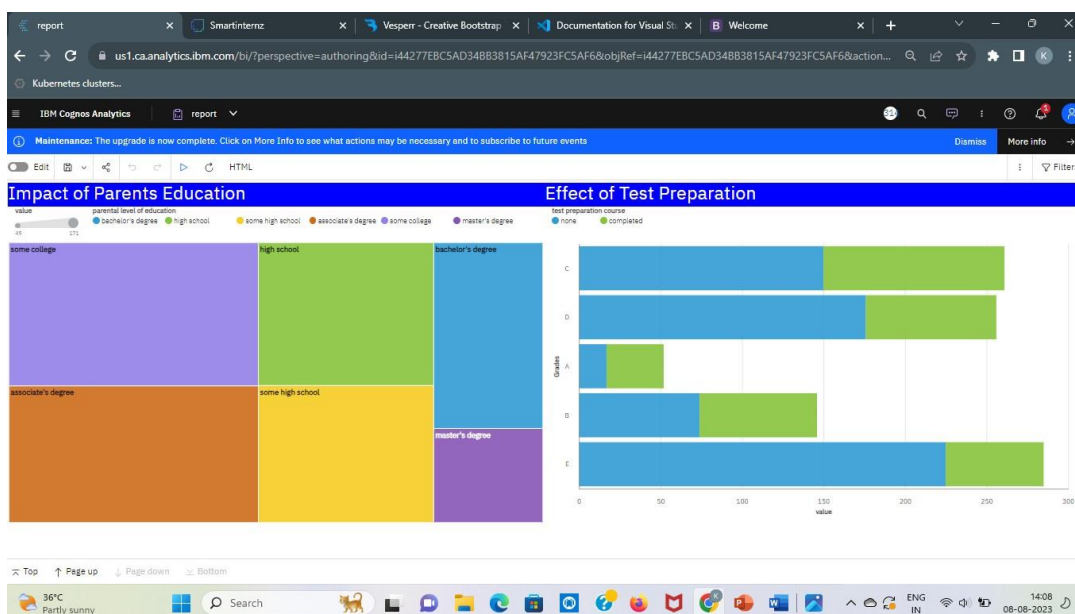 report
Smartinternz
Vesperr - Creative Bootstrap
Documentation for Visual Stu
B Welcome
us1.ca.analytics.ibm.com/bi/?perspective=authoring&id=i44277EBC5AD34BB3815AF47923FC5AF6&objRef=i44277EBC5AD34BB3815AF47923FC5AF6&action...
K
Kubernetes clusters...
IBM Cognos Analytics
report
Maintenance: The upgrade is now complete. Click on More Info to see what actions may be necessary and to subscribe to future events
Dismiss
More info
Edit
HTML
Filter
Impact of Parents Education
value
49
171
parental level of education
bachelor's degree
high school
some high school
associate's degree
some college
master's degree
some college
high school
bachelor's degree
associate's degree
some high school
master's degree
Effect of Test Preparation
test preparation course
none
completed
Grades
C
D
A
B
E
0 50 100 150 200 250 300
value
Top
Page up
Page down
Bottom
36°C
Partly sunny
Search
ENG
IN
14:08
08-08-2023